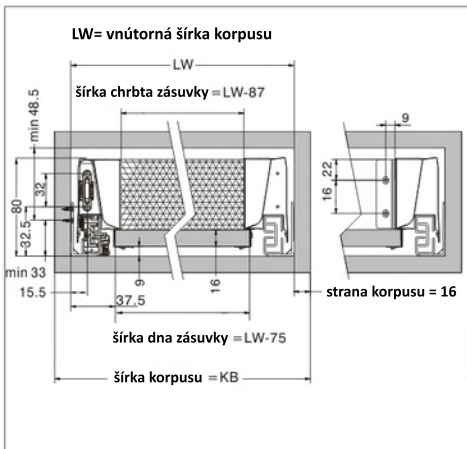 LW= vnútorná šírka korpusu
LW
šírka chrbta zásuvky =LW-87
min 48.5
9
80
32
32.5
22
16
min 33
15.5
37.5
9
16
strana korpusu = 16
šírka dna zásuvky =LW-75
šírka korpusu =KB